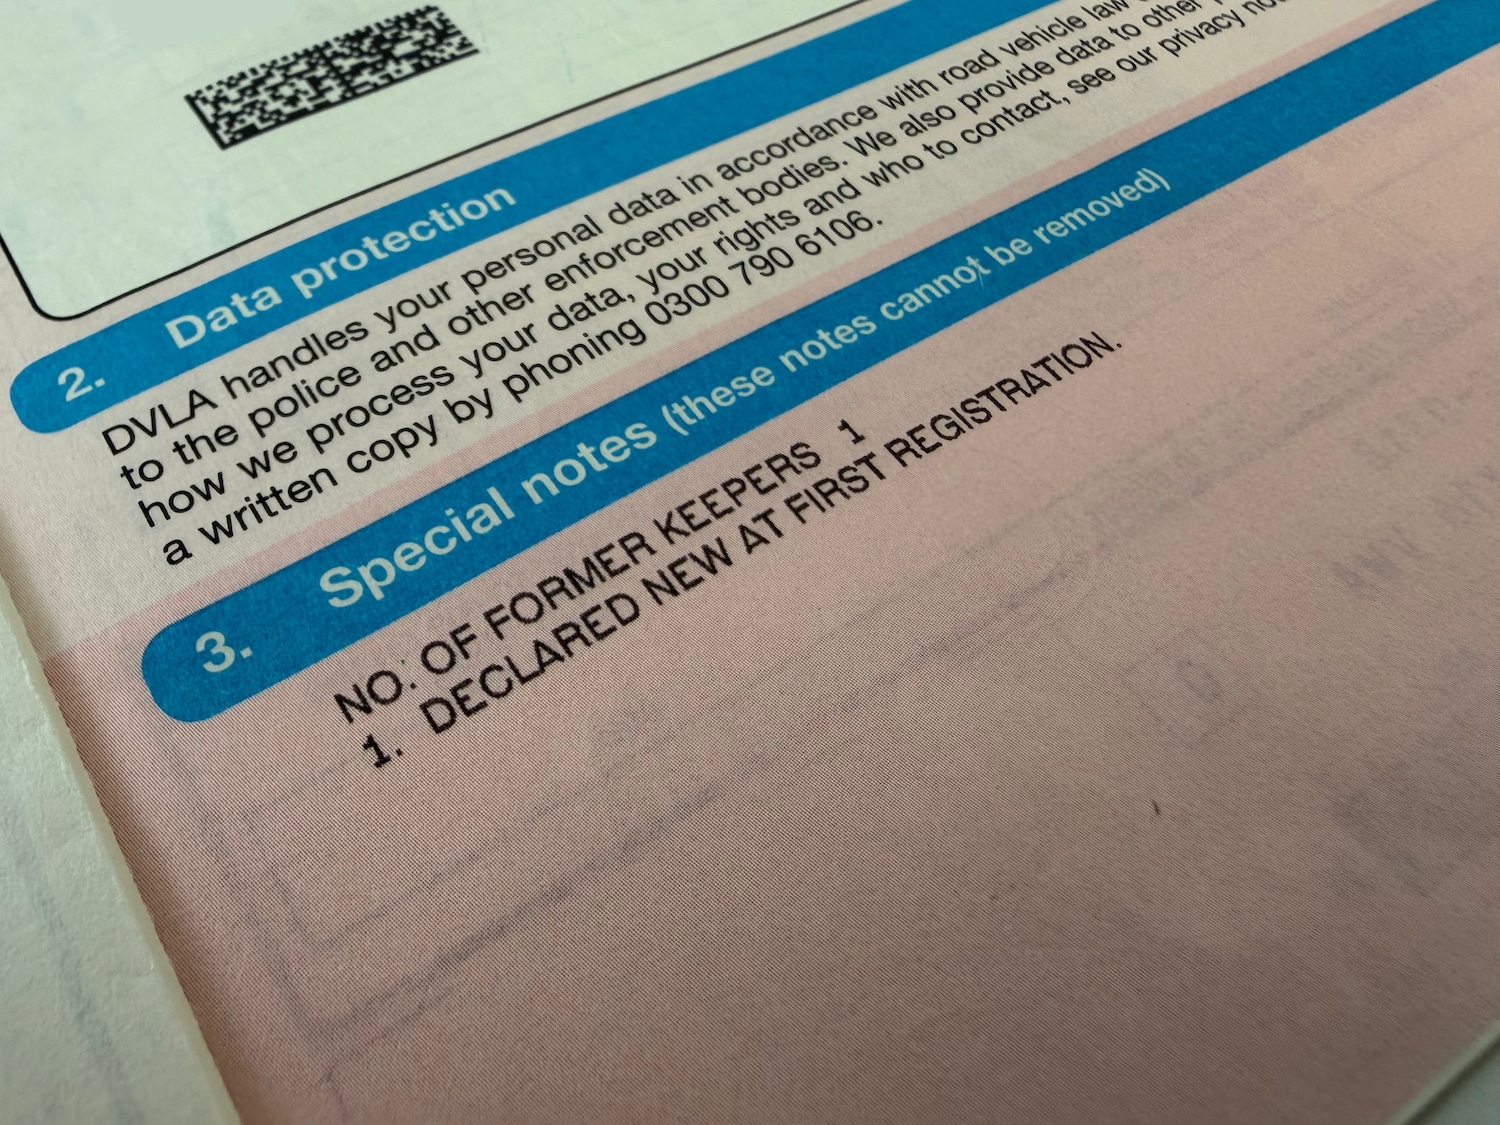 2. Data protection
DVLA handles your personal data in accordance with road vehicle law
to the police and other enforcement bodies. We also provide data to other
how we process your data, your rights and who to contact, see our privacy
a written copy by phoning 0300 790 6106.
3. Special notes (these notes cannot be removed)
NO. OF FORMER KEEPERS 1
1. DECLARED NEW AT FIRST REGISTRATION.